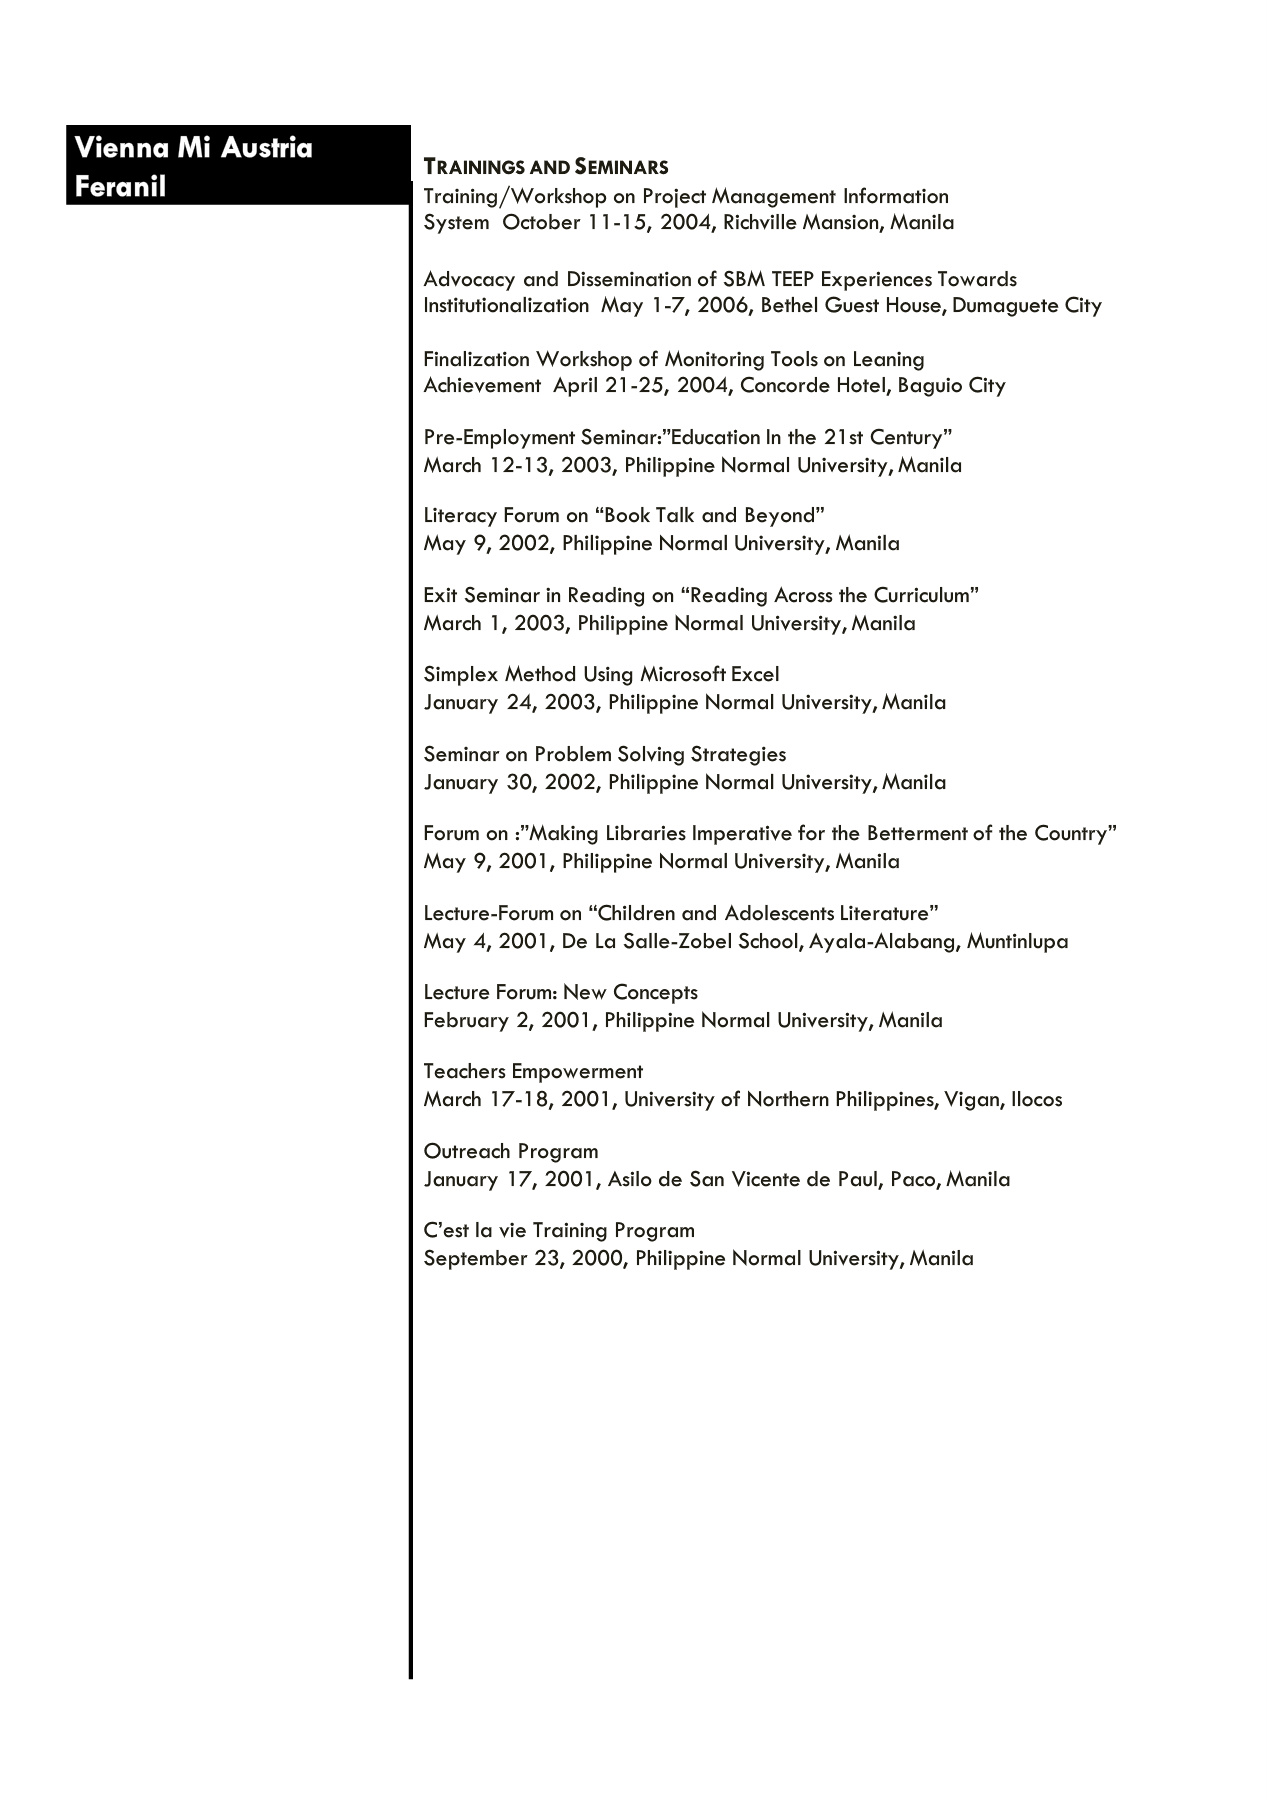 Vienna Mi Austria
Feranil
TRAININGS AND SEMINARS
Training/Workshop on Project Management Information
System  October 11-15, 2004, Richville Mansion, Manila
Advocacy and Dissemination of SBM TEEP Experiences Towards
Institutionalization  May 1-7, 2006, Bethel Guest House, Dumaguete City
Finalization Workshop of Monitoring Tools on Leaning
Achievement  April 21-25, 2004, Concorde Hotel, Baguio City
Pre-Employment Seminar:”Education In the 21st Century”
March 12-13, 2003, Philippine Normal University, Manila
Literacy Forum on “Book Talk and Beyond”
May 9, 2002, Philippine Normal University, Manila
Exit Seminar in Reading on “Reading Across the Curriculum”
March 1, 2003, Philippine Normal University, Manila
Simplex Method Using Microsoft Excel
January 24, 2003, Philippine Normal University, Manila
Seminar on Problem Solving Strategies
January 30, 2002, Philippine Normal University, Manila
Forum on :”Making Libraries Imperative for the Betterment of the Country”
May 9, 2001, Philippine Normal University, Manila
Lecture-Forum on “Children and Adolescents Literature”
May 4, 2001, De La Salle-Zobel School, Ayala-Alabang, Muntinlupa
Lecture Forum: New Concepts
February 2, 2001, Philippine Normal University, Manila
Teachers Empowerment
March 17-18, 2001, University of Northern Philippines, Vigan, Ilocos
Outreach Program
January 17, 2001, Asilo de San Vicente de Paul, Paco, Manila
C’est la vie Training Program
September 23, 2000, Philippine Normal University, Manila